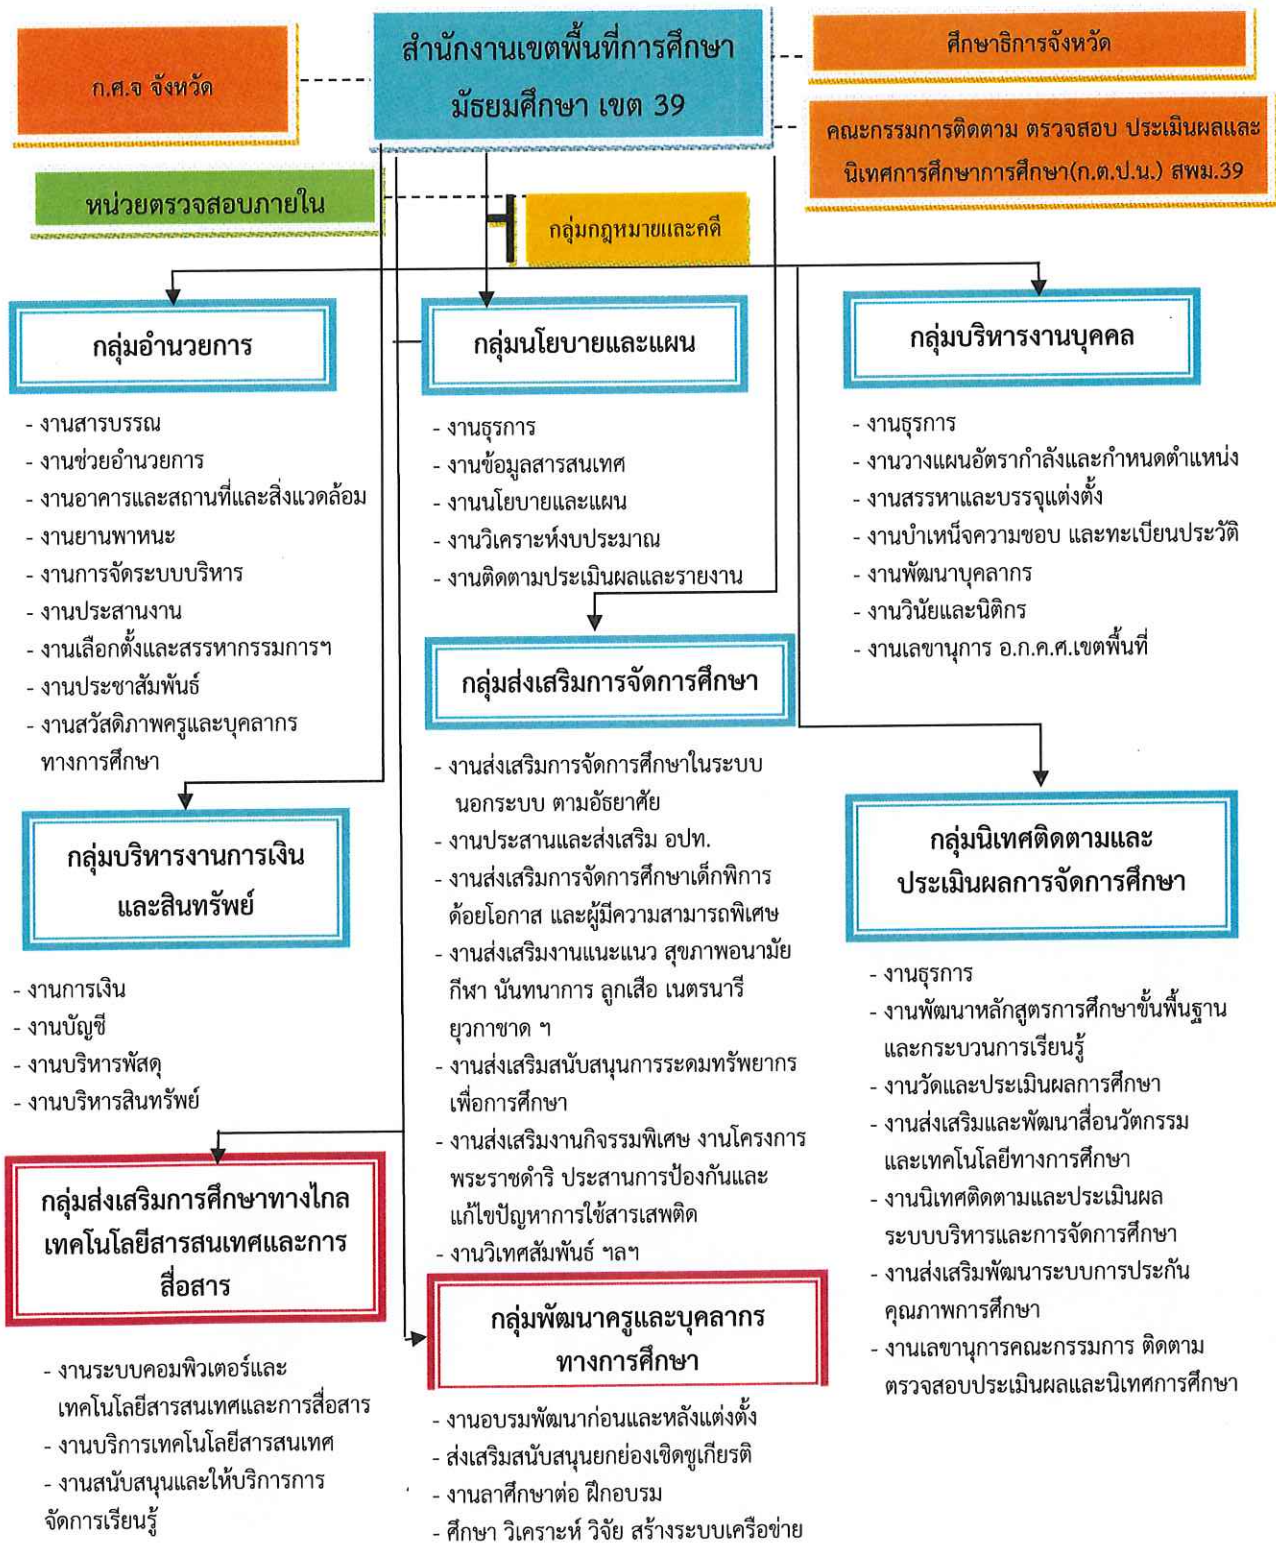 สำนักงานเขตพื้นที่การศึกษา
มัธยมศึกษา เขต 39
ก.ศ.จ จังหวัด
ศึกษาธิการจังหวัด
คณะกรรมการติดตาม ตรวจสอบ ประเมินผลและ
นิเทศการศึกษาการศึกษา(ก.ต.ป.น.) สพม.39
หน่วยตรวจสอบภายใน
กลุ่มกฎหมายและคดี
กลุ่มอำนวยการ
- งานสารบรรณ
- งานช่วยอำนวยการ
- งานอาคารและสถานที่และสิ่งแวดล้อม
- งานยานพาหนะ
- งานการจัดระบบบริหาร
- งานประสานงาน
- งานเลือกตั้งและสรรหากรรมการฯ
- งานประชาสัมพันธ์
- งานสวัสดิภาพครูและบุคลากร
ทางการศึกษา
กลุ่มบริหารงานการเงิน
และสินทรัพย์
- งานการเงิน
- งานบัญชี
- งานบริหารพัสดุ
- งานบริหารสินทรัพย์
กลุ่มส่งเสริมการศึกษาทางไกล
เทคโนโลยีสารสนเทศและการ
สื่อสาร
- งานระบบคอมพิวเตอร์และ
เทคโนโลยีสารสนเทศและการสื่อสาร
- งานบริการเทคโนโลยีสารสนเทศ
- งานสนับสนุนและให้บริการการ
จัดการเรียนรู้
กลุ่มนโยบายและแผน
- งานธุรการ
- งานข้อมูลสารสนเทศ
- งานนโยบายและแผน
- งานวิเคราะห์งบประมาณ
- งานติดตามประเมินผลและรายงาน
กลุ่มส่งเสริมการจัดการศึกษา
- งานส่งเสริมการจัดการศึกษาในระบบ
นอกระบบ ตามอัธยาศัย
- งานประสานและส่งเสริม อปท.
- งานส่งเสริมการจัดการศึกษาเด็กพิการ
ด้อยโอกาส และผู้มีความสามารถพิเศษ
- งานส่งเสริมงานแนะแนว สุขภาพอนามัย
กีฬา นันทนาการ ลูกเสือ เนตรนารี
ยุวกาชาด ฯ
- งานส่งเสริมสนับสนุนการระดมทรัพยากร
เพื่อการศึกษา
- งานส่งเสริมงานกิจรรมพิเศษ งานโครงการ
พระราชดำริ ประสานการป้องกันและ
แก้ไขปัญหาการใช้สารเสพติด
- งานวิเทศสัมพันธ์ ฯลฯ
กลุ่มพัฒนาครูและบุคลากร
ทางการศึกษา
- งานอบรมพัฒนาก่อนและหลังแต่งตั้ง
- ส่งเสริมสนับสนุนยกย่องเชิดชูเกียรติ
- งานลาศึกษาต่อ ฝึกอบรม
- ศึกษา วิเคราะห์ วิจัย สร้างระบบเครือข่าย
กลุ่มบริหารงานบุคคล
- งานธุรการ
- งานวางแผนอัตรากำลังและกำหนดตำแหน่ง
- งานสรรหาและบรรจุแต่งตั้ง
- งานบำเหน็จความชอบ และทะเบียนประวัติ
- งานพัฒนาบุคลากร
- งานวินัยและนิติกร
- งานเลขานุการ อ.ก.ค.ศ.เขตพื้นที่
กลุ่มนิเทศติดตามและ
ประเมินผลการจัดการศึกษา
- งานธุรการ
- งานพัฒนาหลักสูตรการศึกษาขั้นพื้นฐาน
และกระบวนการเรียนรู้
- งานวัดและประเมินผลการศึกษา
- งานส่งเสริมและพัฒนาสื่อนวัตกรรม
และเทคโนโลยีทางการศึกษา
- งานนิเทศติดตามและประเมินผล
ระบบบริหารและการจัดการศึกษา
- งานส่งเสริมพัฒนาระบบการประกัน
คุณภาพการศึกษา
- งานเลขานุการคณะกรรมการ ติดตาม
ตรวจสอบประเมินผลและนิเทศการศึกษา